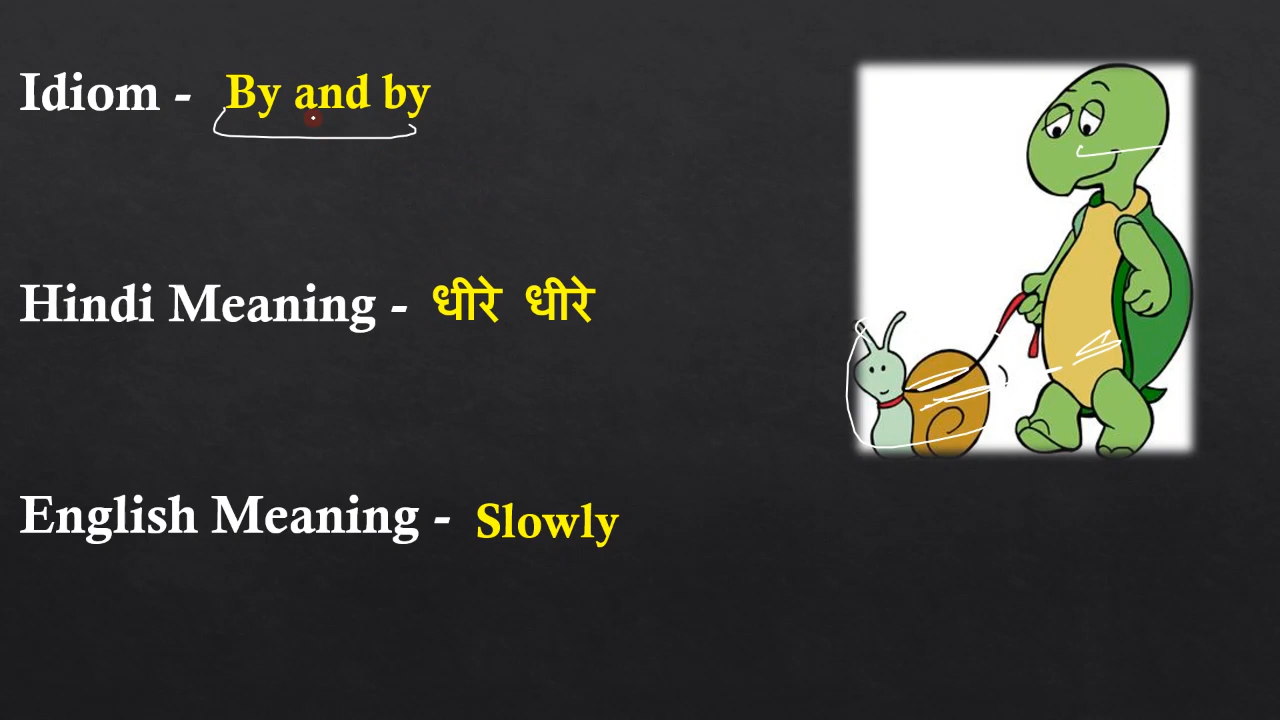 Idiom - By and by
Hindi Meaning - धीरे धीरे
English Meaning - Slowly